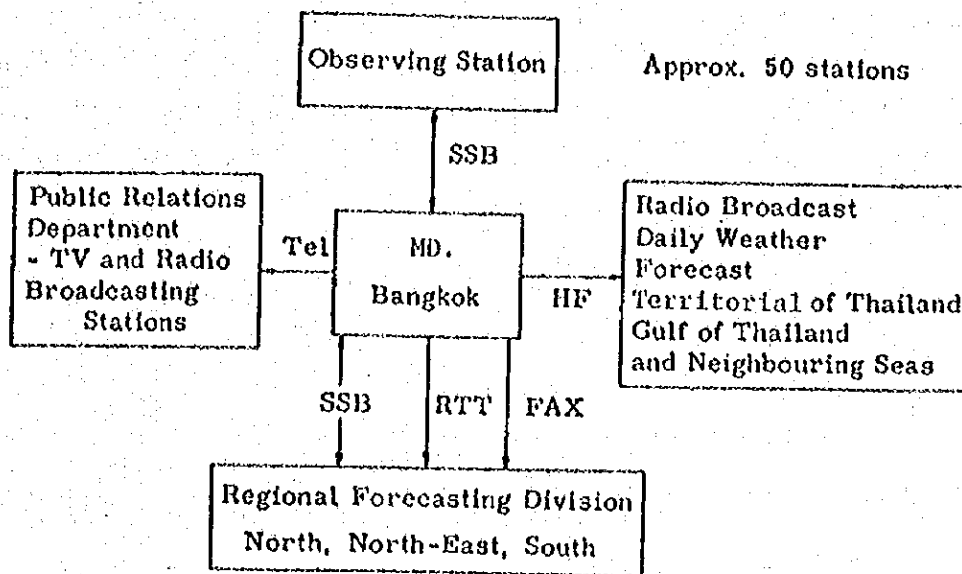 Observing Station
Approx. 50 stations
SSB
Public Relations
Department
- TV and Radio
Broadcasting
Stations
Tel
MD.
Bangkok
HF
Radio Broadcast
Daily Weather
Forecast
Territorial of Thailand
Gulf of Thailand
and Neighbouring Seas
SSB
RTT
FAX
Regional Forecasting Division
North, North-East, South